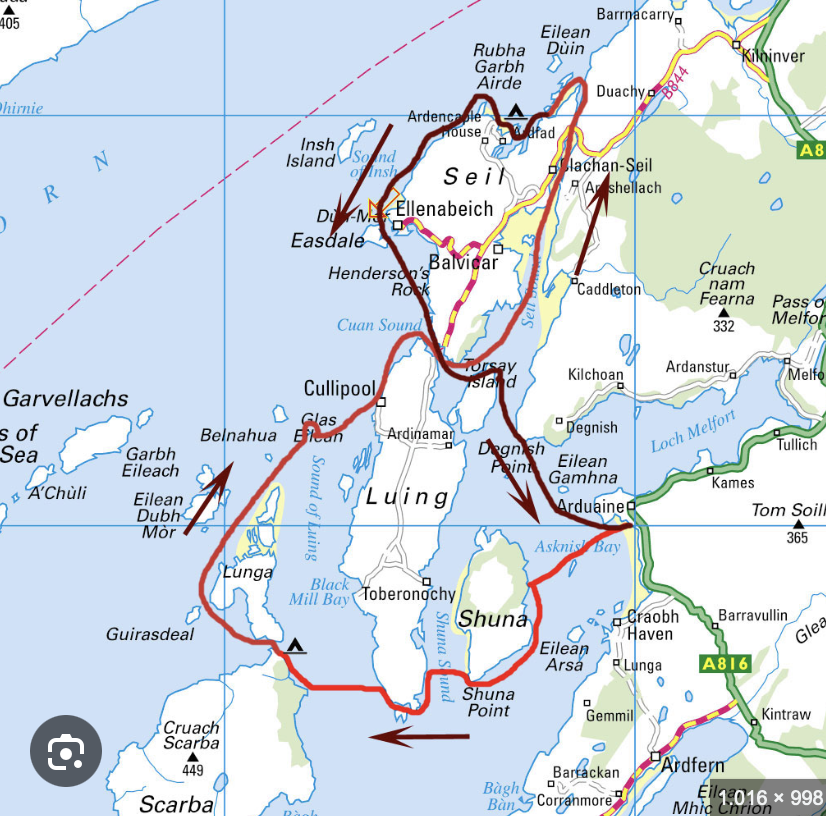 405
Barrnacarry
Eilean
Dùin
Rubha
Garbh
Airde
Kilninver
Duachy
B844
Dhirnie
Ardencaple
House
Ardfad
A8
Insh
Island
Sound
of Insh
Seil
Clachan-Seil
Ardshellach
O R N
Ellenabeich
Easdale
Balvicar
Seil Sound
Henderson's
Rock
Caddleton
Cruach
nam
Fearna
332
Pass o
Melfor
Cuan Sound
Torsay
Island
Kilchoan
Ardanstur
Melfo
Garvellachs
Cullipool
s of
Sea
Belnahua
Glas
Eilean
Ardinamar
Degnish
Loch Melfort
Tullich
Garbh
Eileach
A'Chùli
Degnish
Point
Eilean
Gamhna
Kames
Eilean
Dubh
Mòr
Sound of Luing
Luing
Arduaine
Tom Soill
365
Asknish Bay
Lunga
Black
Mill Bay
Toberonochy
Shuna
Guirasdeal
Shuna Sound
Craobh
Haven
Barravullin
Glea
Eilean
Arsa
Lunga
A816
Shuna
Point
Gemmil
Kintraw
Cruach
Scarba
449
Ardfern
Scarba
Bàgh
Bàgh
Bàn
Barrackan
Corranmore
Eilean
Mhic Chrion
1.016 × 998